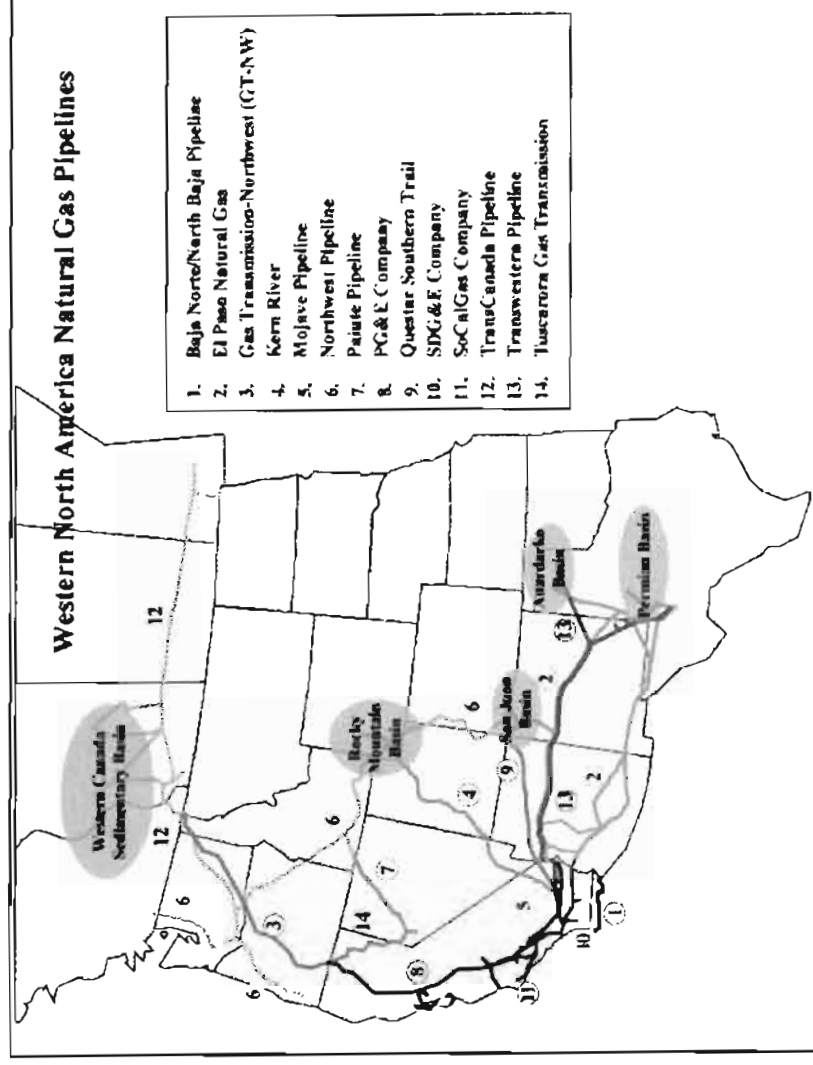 Western North America Natural Gas Pipelines
1. Baja Norte/North Baja Pipeline
2. El Paso Natural Gas
3. Gas Transmission-Northwest (GT-NW)
4. Kern River
5. Mojave Pipeline
6. Northwest Pipeline
7. Paiute Pipeline
8. PG&E Company
9. Questar Southern Trail
10. SDG&E Company
11. SoCalGas Company
12. TransCanada Pipeline
13. Transwestern Pipeline
14. Tuscarora Gas Transmission
Western Canada
Sedimentary Basin
12
12
6
6
3
6
Rocky
Mountain
Basin
14
7
6
4
8
9
San Juan
Basin
2
13
Anardarko
Basin
Permian Basin
5
13
2
11
10
1